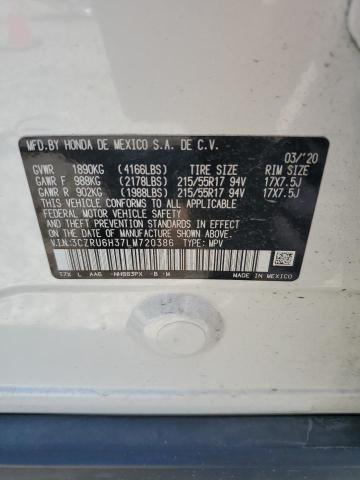 MFD.BY HONDA DE MEXICO S.A. DE C.V.
03/'20
GVWR 1890KG (4166LBS) TIRE SIZE RIM SIZE
GAWR F 988KG (2178LBS) 215/55R17 94V 17X7.5J
GAWR R 902KG (1988LBS) 215/55R17 94V 17X7.5J
THIS VEHICLE CONFORMS TO ALL APPLICABLE
FEDERAL MOTOR VEHICLE SAFETY AND THEFT
PREVENTION STANDARDS IN EFFECT ON THE DATE OF
MANUFACTURE SHOWN ABOVE.
V.I.N:3CZRU6H37LM720386 TYPE: MPV
T7X L AAG NH883PX -B -M
MADE IN MEXICO